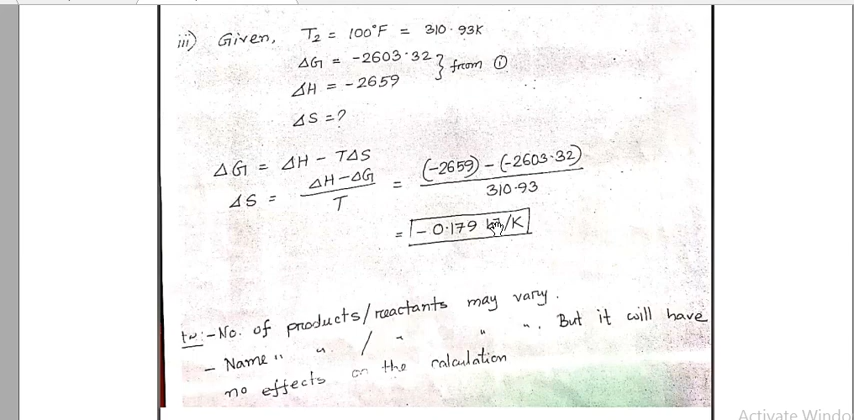 iii) Given, T₂ = 100°F = 310.93K
ΔG = -2603.32 } from ①
ΔH = -2659
ΔS = ?
ΔG = ΔH - TΔS
ΔS = (ΔH-ΔG)/T = ((-2659) - (-2603.32))/310.93
= -0.179 /K
-No. of products/reactants may vary.
- Name " " / " " ". But it will have
no effects on the calculation
Activate Windo